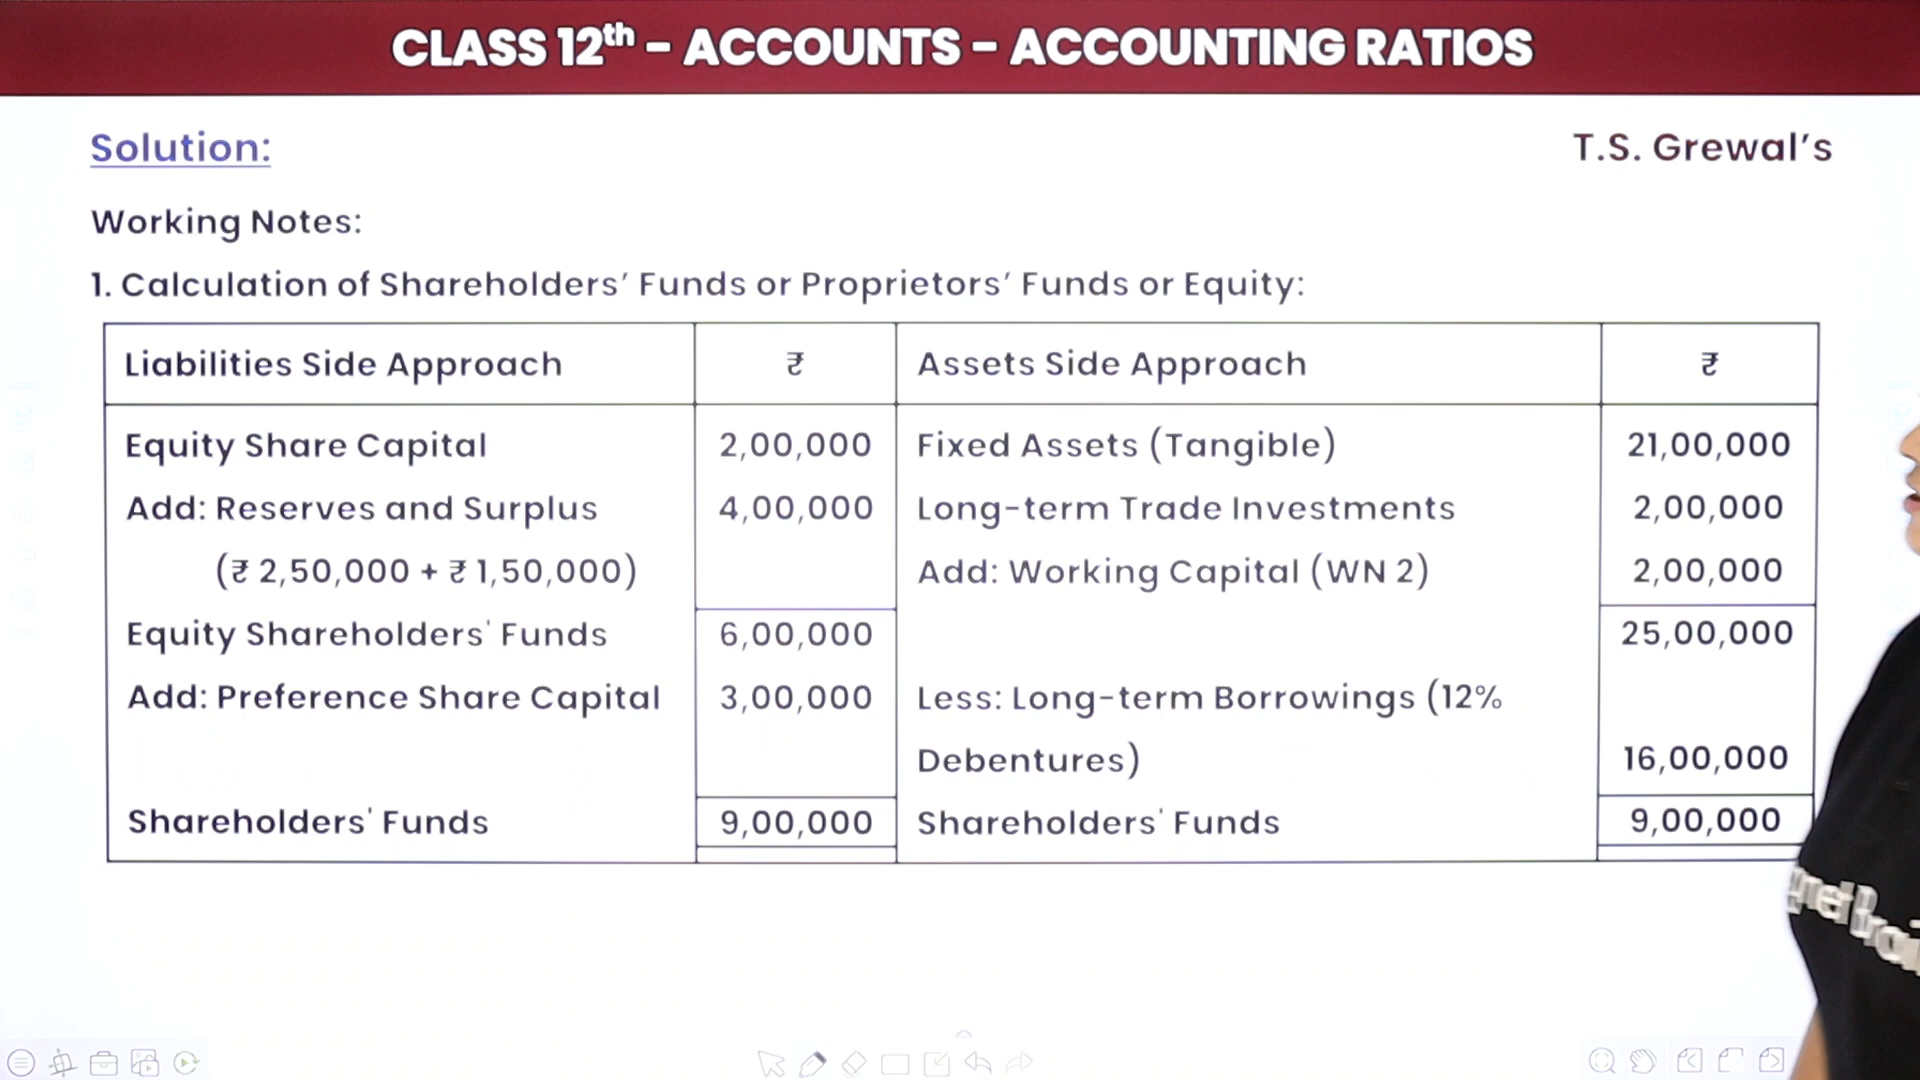 CLASS 12th – ACCOUNTS – ACCOUNTING RATIOS
Solution:
T.S. Grewal's
Working Notes:
1. Calculation of Shareholders' Funds or Proprietors' Funds or Equity:
Liabilities Side Approach ₹ Assets Side Approach ₹
Equity Share Capital 2,00,000 Fixed Assets (Tangible) 21,00,000
Add: Reserves and Surplus 4,00,000 Long-term Trade Investments 2,00,000
(₹ 2,50,000 + ₹ 1,50,000) Add: Working Capital (WN 2) 2,00,000
Equity Shareholders' Funds 6,00,000 25,00,000
Add: Preference Share Capital 3,00,000 Less: Long-term Borrowings (12%
Debentures) 16,00,000
Shareholders' Funds 9,00,000 Shareholders' Funds 9,00,000